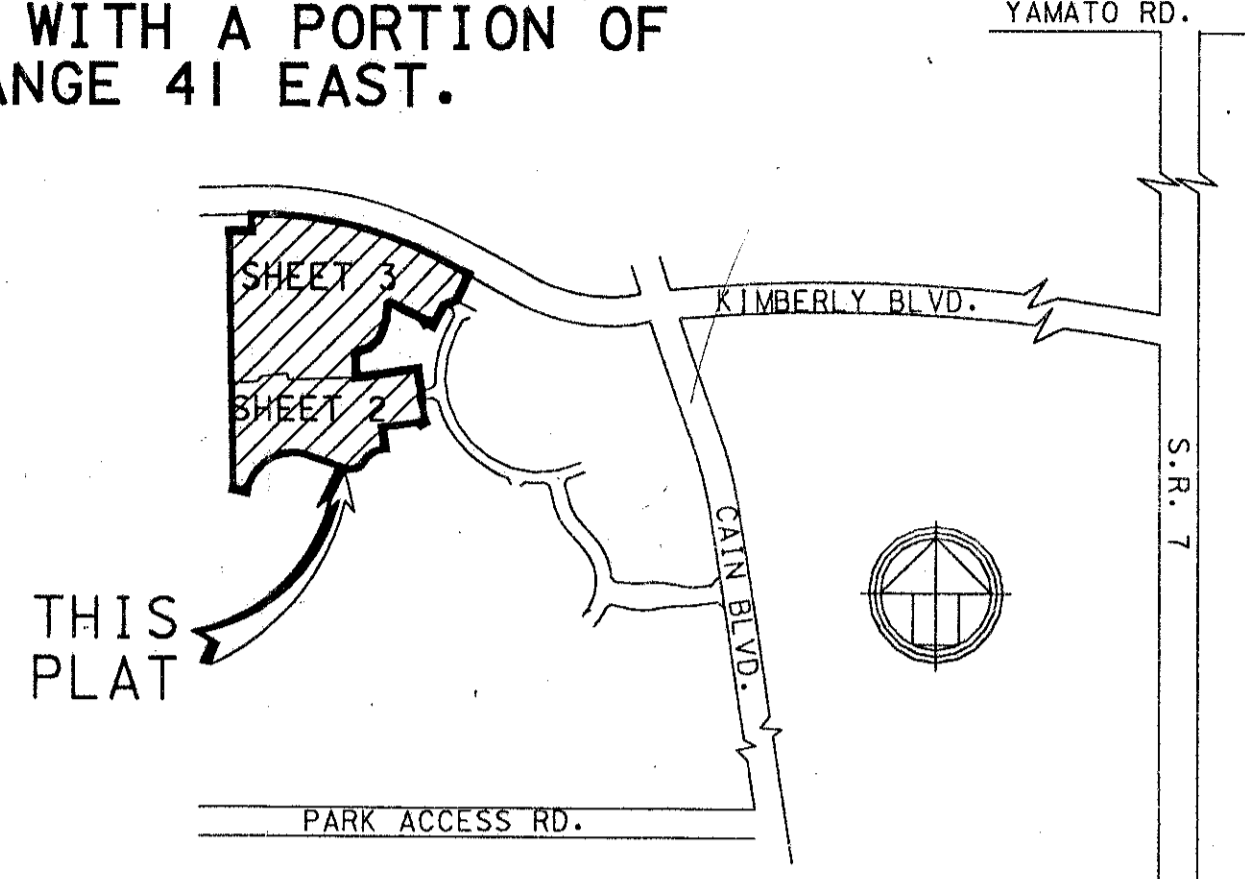 WITH A PORTION OF
ANGE 41 EAST.
YAMATO RD.
SHEET 3
KIMBERLY BLVD.
SHEET 2
S.R. 7
CAIN BLVD.
THIS
PLAT
PARK ACCESS RD.